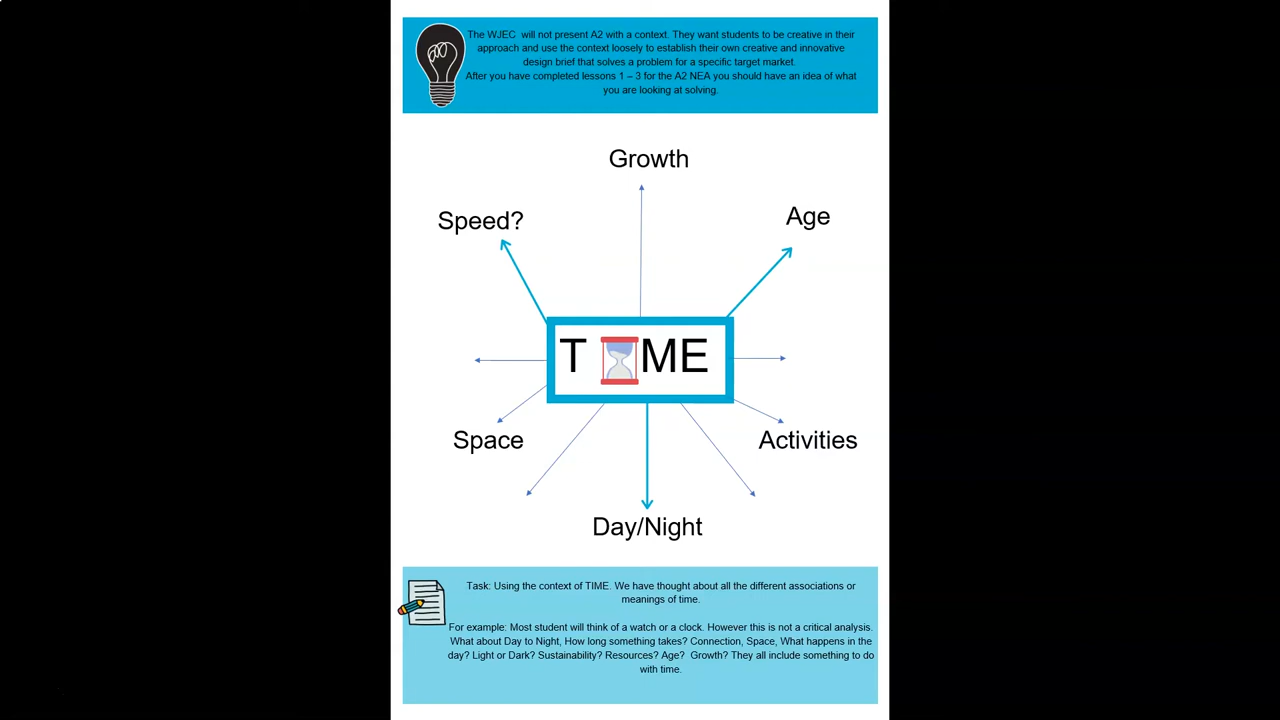 The WJEC will not present A2 with a context. They want students to be creative in their
approach and use the context loosely to establish their own creative and innovative
design brief that solves a problem for a specific target market.
After you have completed lessons 1 – 3 for the A2 NEA you should have an idea of what
you are looking at solving.
Growth
Speed?
Age
T ME
Space
Activities
Day/Night
Task: Using the context of TIME. We have thought about all the different associations or
meanings of time.
For example: Most student will think of a watch or a clock. However this is not a critical analysis.
What about Day to Night, How long something takes? Connection, Space, What happens in the
day? Light or Dark? Sustainability? Resources? Age? Growth? They all include something to do
with time.